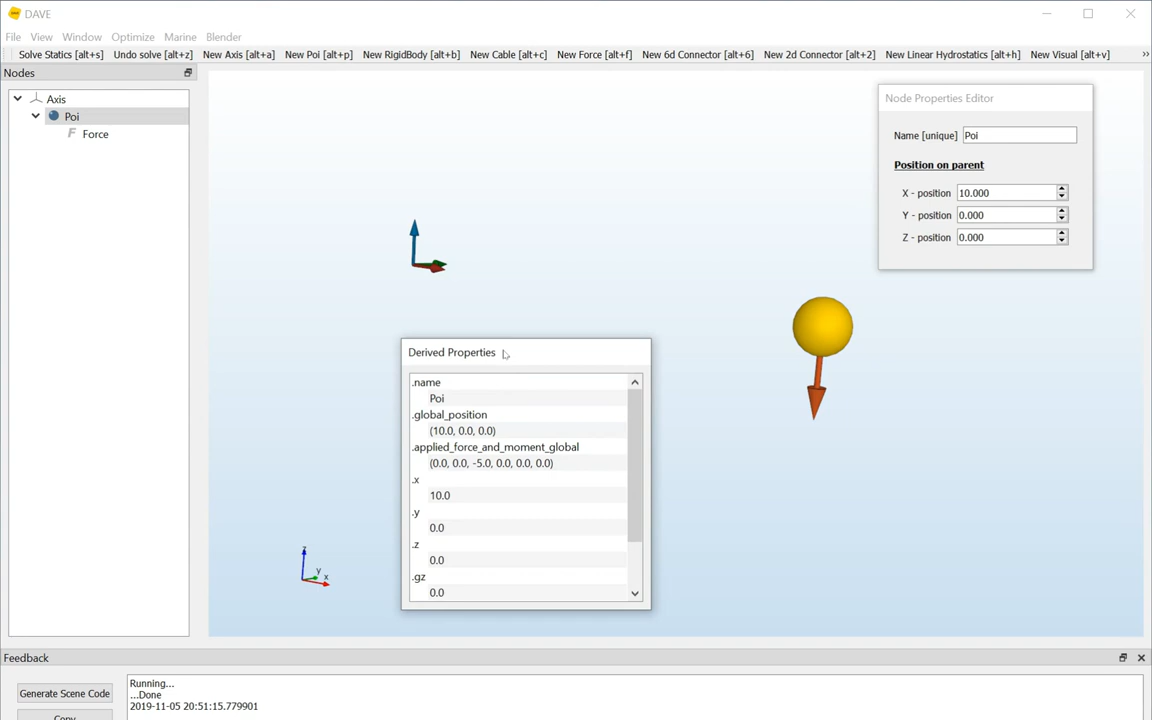 DAVE
File View Window Optimize Marine Blender
Solve Statics [alt+s] Undo solve [alt+z] New Axis [alt+a] New Poi [alt+p] New RigidBody [alt+b] New Cable [alt+c] New Force [alt+f] New 6d Connector [alt+6] New 2d Connector [alt+2] New Linear Hydrostatics [alt+h] New Visual [alt+v] »
Nodes
Axis
Poi
F Force
Node Properties Editor
Name [unique] Poi
Position on parent
X - position 10.000
Y - position 0.000
Z - position 0.000
Derived Properties
.name
Poi
.global_position
(10.0, 0.0, 0.0)
.applied_force_and_moment_global
(0.0, 0.0, -5.0, 0.0, 0.0, 0.0)
.x
10.0
.y
0.0
.z
0.0
.gz
0.0
z
y
x
Feedback
Generate Scene Code
Copy
Running...
...Done
2019-11-05 20:51:15.779901